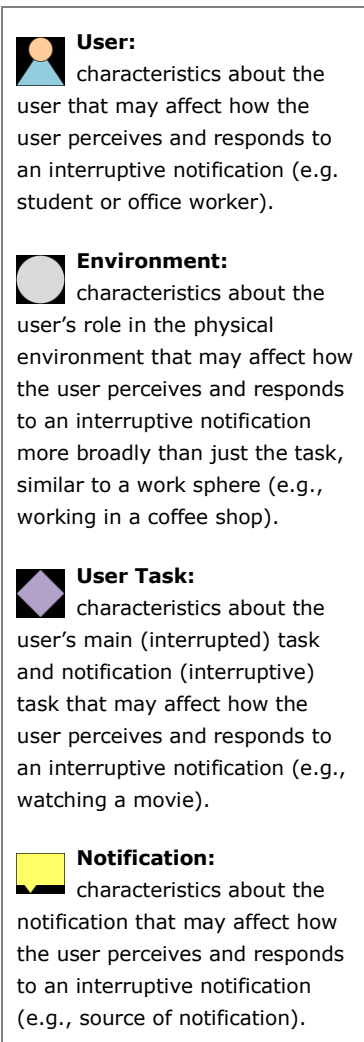 User:
characteristics about the
user that may affect how the
user perceives and responds to
an interruptive notification (e.g.
student or office worker).
Environment:
characteristics about the
user’s role in the physical
environment that may affect how
the user perceives and responds
to an interruptive notification
more broadly than just the task,
similar to a work sphere (e.g.,
working in a coffee shop).
User Task:
characteristics about the
user’s main (interrupted) task
and notification (interruptive)
task that may affect how the
user perceives and responds to
an interruptive notification (e.g.,
watching a movie).
Notification:
characteristics about the
notification that may affect how
the user perceives and responds
to an interruptive notification
(e.g., source of notification).